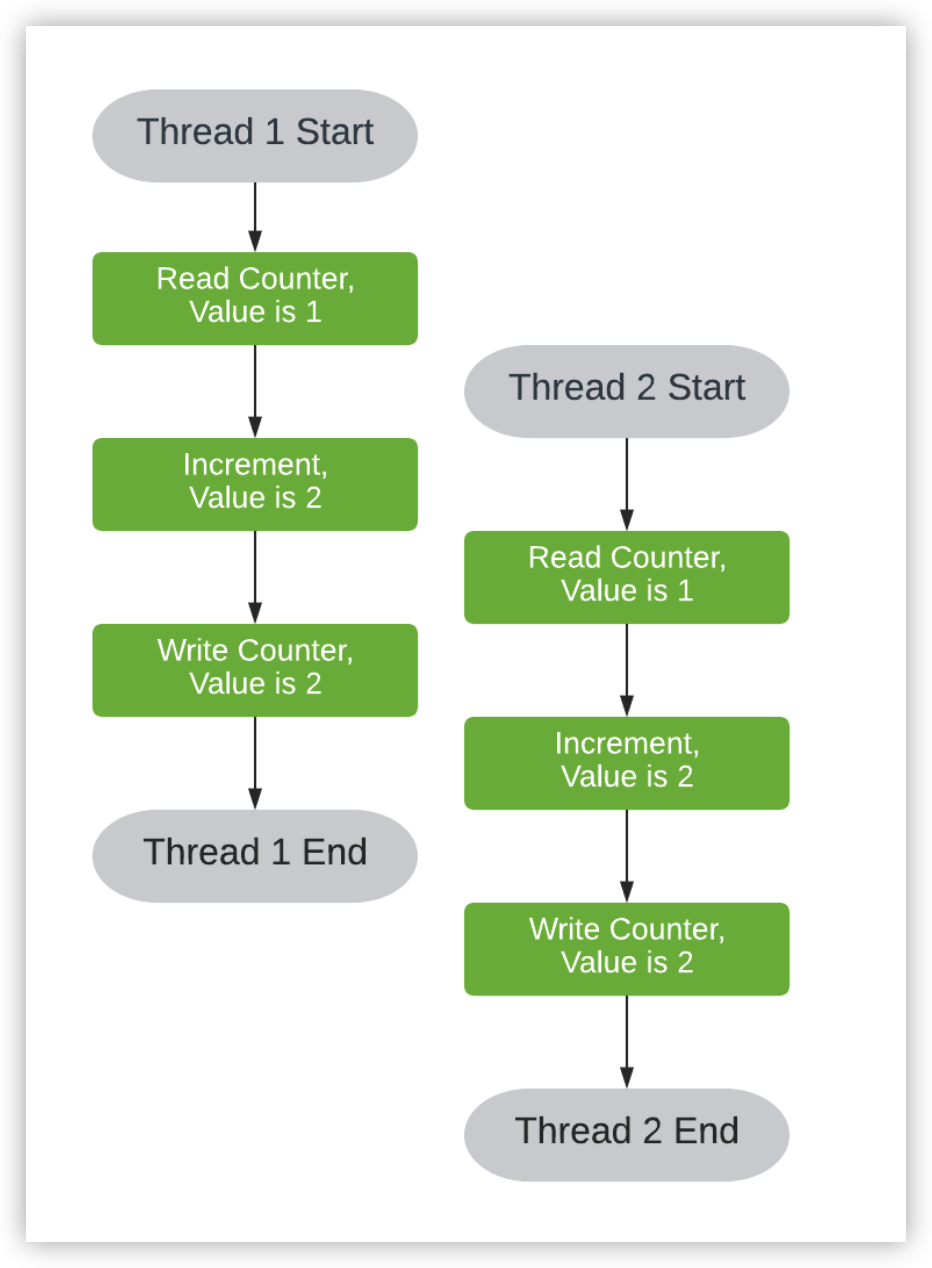 Thread 1 Start
Read Counter,
Value is 1
Increment,
Value is 2
Write Counter,
Value is 2
Thread 1 End
Thread 2 Start
Read Counter,
Value is 1
Increment,
Value is 2
Write Counter,
Value is 2
Thread 2 End